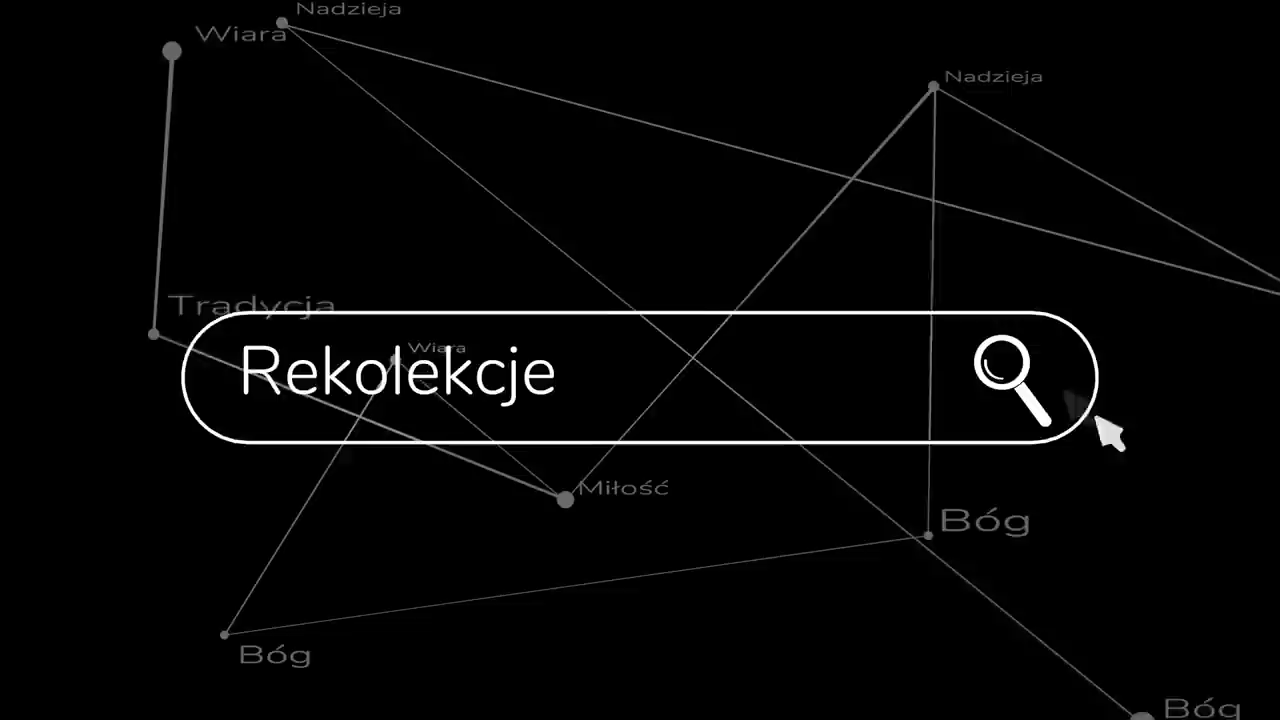 Nadzieja
Wiara
Nadzieja
Tradycja
Wiara
Rekolekcje
Miłość
Bóg
Bóg
Bóg